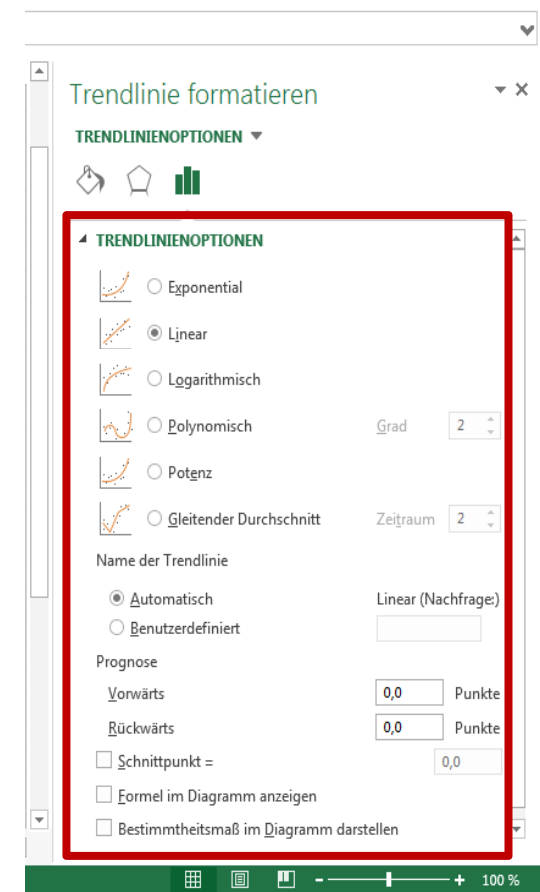 Trendlinie formatieren
TRENDLINIENOPTIONEN
TRENDLINIENOPTIONEN
Exponential
Linear
Logarithmisch
Polynomisch Grad 2
Potenz
Gleitender Durchschnitt Zeitraum 2
Name der Trendlinie
Automatisch Linear (Nachfrage:)
Benutzerdefiniert
Prognose
Vorwärts 0,0 Punkte
Rückwärts 0,0 Punkte
Schnittpunkt = 0,0
Formel im Diagramm anzeigen
Bestimmtheitsmaß im Diagramm darstellen
- + 100 %